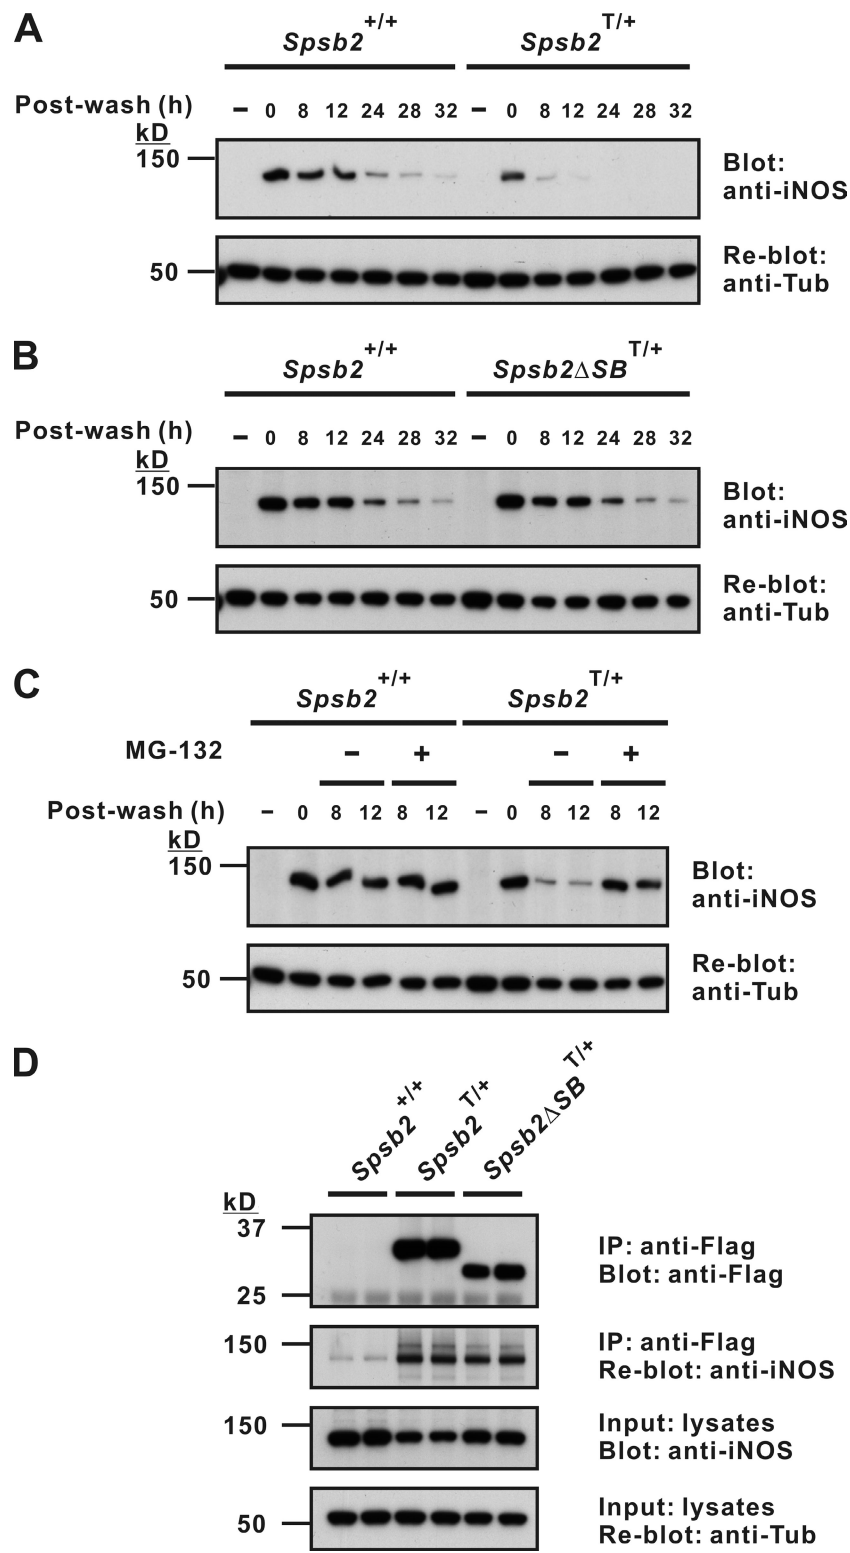 A
Spsb2+/+ SpsB2T/+
Post-wash (h) – 0 8 12 24 28 32 – 0 8 12 24 28 32
kD
150
Blot:
anti-iNOS
50
Re-blot:
anti-Tub
B
Spsb2+/+ Spsb2∆SBT/+
Post-wash (h) – 0 8 12 24 28 32 – 0 8 12 24 28 32
kD
150
Blot:
anti-iNOS
50
Re-blot:
anti-Tub
C
Spsb2+/+ Spsb2T/+
MG-132 – + – +
Post-wash (h) – 0 8 12 8 12 – 0 8 12 8 12
kD
150
Blot:
anti-iNOS
50
Re-blot:
anti-Tub
D
Spsb2+/+ Spsb2T/+ Spsb2∆SBT/+
kD
37
25
IP: anti-Flag
Blot: anti-Flag
150
IP: anti-Flag
Re-blot: anti-iNOS
150
Input: lysates
Blot: anti-iNOS
50
Input: lysates
Re-blot: anti-Tub